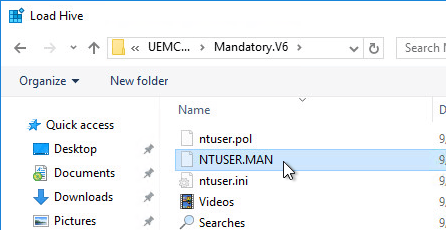 Load Hive
« UEMC... › Mandatory.V6 ›
Search M
Organize
New folder
Name
D
Quick access
Desktop
Documents
Downloads
Pictures
ntuser.pol
9
NTUSER.MAN
9
ntuser.ini
9
Videos
9
Searches
9